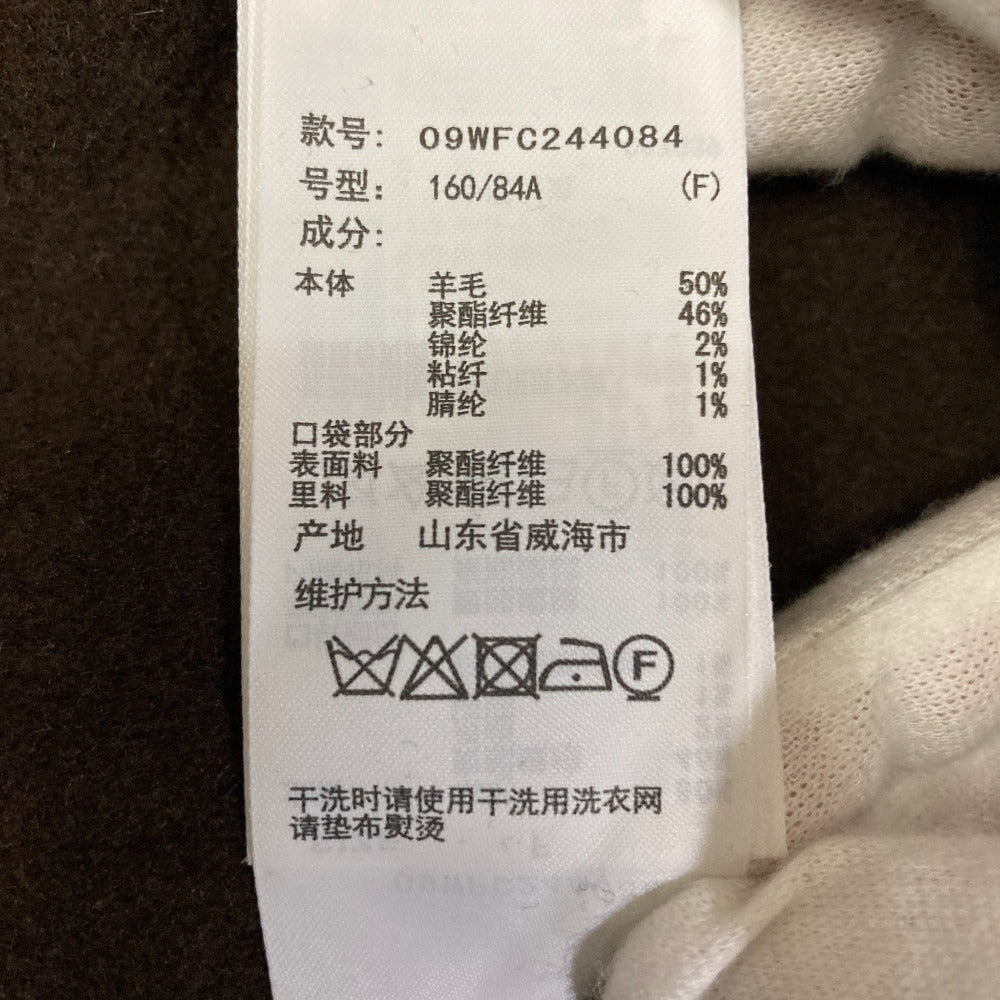 款号: 09WFC244084
号型: 160/84A (F)
成分:
本体 羊毛 50%
聚酯纤维 46%
锦纶 2%
粘纤 1%
腈纶 1%
口袋部分
表面料 聚酯纤维 100%
里料 聚酯纤维 100%
产地 山东省威海市
维护方法
F
干洗时请使用干洗用洗衣网
请垫布熨烫